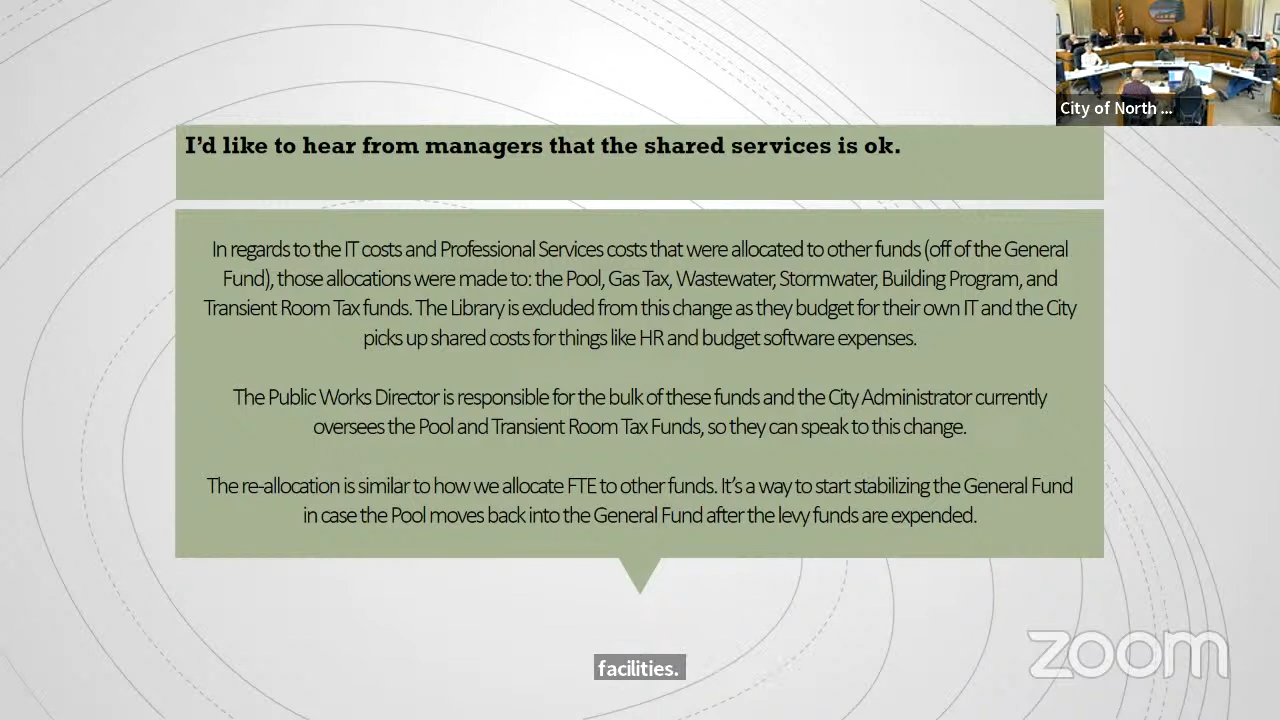 City of North ...
I'd like to hear from managers that the shared services is ok.
In regards to the IT costs and Professional Services costs that were allocated to other funds (off of the General
Fund), those allocations were made to: the Pool, Gas Tax, Wastewater, Stormwater, Building Program, and
Transient Room Tax funds. The Library is excluded from this change as they budget for their own IT and the City
picks up shared costs for things like HR and budget software expenses.
The Public Works Director is responsible for the bulk of these funds and the City Administrator currently
oversees the Pool and Transient Room Tax Funds, so they can speak to this change.
The re-allocation is similar to how we allocate FTE to other funds. It's a way to start stabilizing the General Fund
in case the Pool moves back into the General Fund after the levy funds are expended.
zoom
facilities.